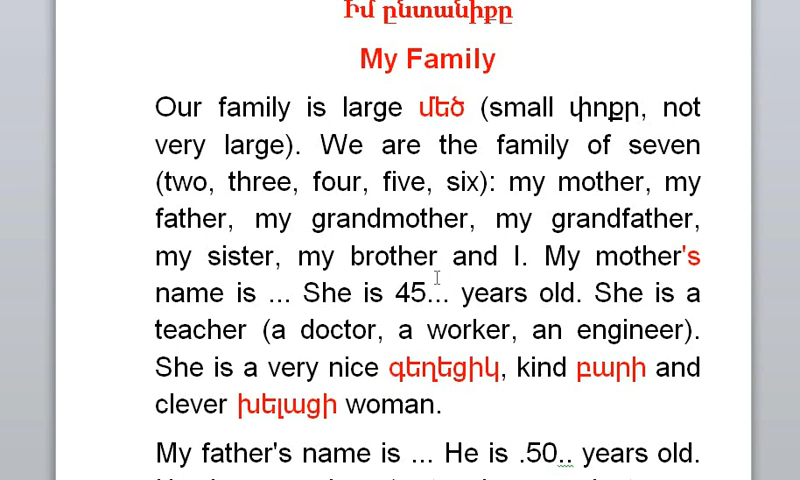 Իմ ընտանիքը
My Family
Our family is large մեծ (small փոքր, not
very large). We are the family of seven
(two, three, four, five, six): my mother, my
father, my grandmother, my grandfather,
my sister, my brother and I. My mother's
name is ... She is 45... years old. She is a
teacher (a doctor, a worker, an engineer).
She is a very nice գեղեցիկ, kind բարի and
clever խելացի woman.
My father's name is ... He is .50.. years old.